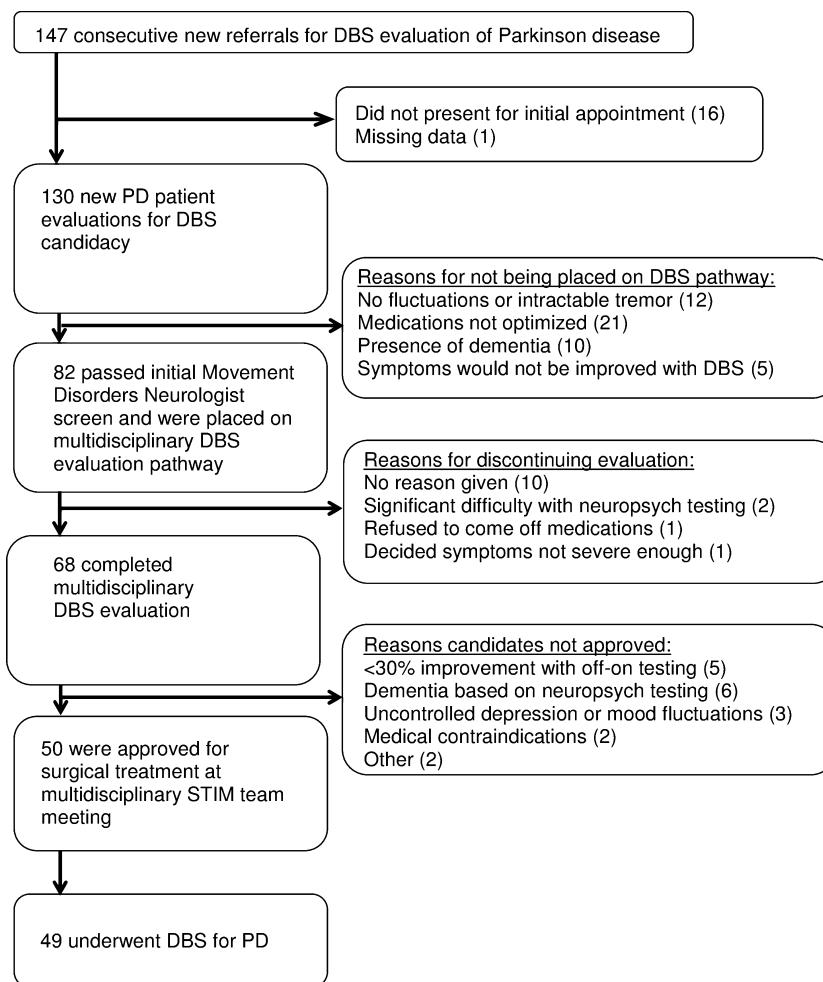 147 consecutive new referrals for DBS evaluation of Parkinson disease
Did not present for initial appointment (16)
Missing data (1)
130 new PD patient
evaluations for DBS
candidacy
Reasons for not being placed on DBS pathway:
No fluctuations or intractable tremor (12)
Medications not optimized (21)
Presence of dementia (10)
Symptoms would not be improved with DBS (5)
82 passed initial Movement
Disorders Neurologist
screen and were placed on
multidisciplinary DBS
evaluation pathway
Reasons for discontinuing evaluation:
No reason given (10)
Significant difficulty with neuropsych testing (2)
Refused to come off medications (1)
Decided symptoms not severe enough (1)
68 completed
multidisciplinary
DBS evaluation
Reasons candidates not approved:
<30% improvement with off-on testing (5)
Dementia based on neuropsych testing (6)
Uncontrolled depression or mood fluctuations (3)
Medical contraindications (2)
Other (2)
50 were approved for
surgical treatment at
multidisciplinary STIM team
meeting
49 underwent DBS for PD